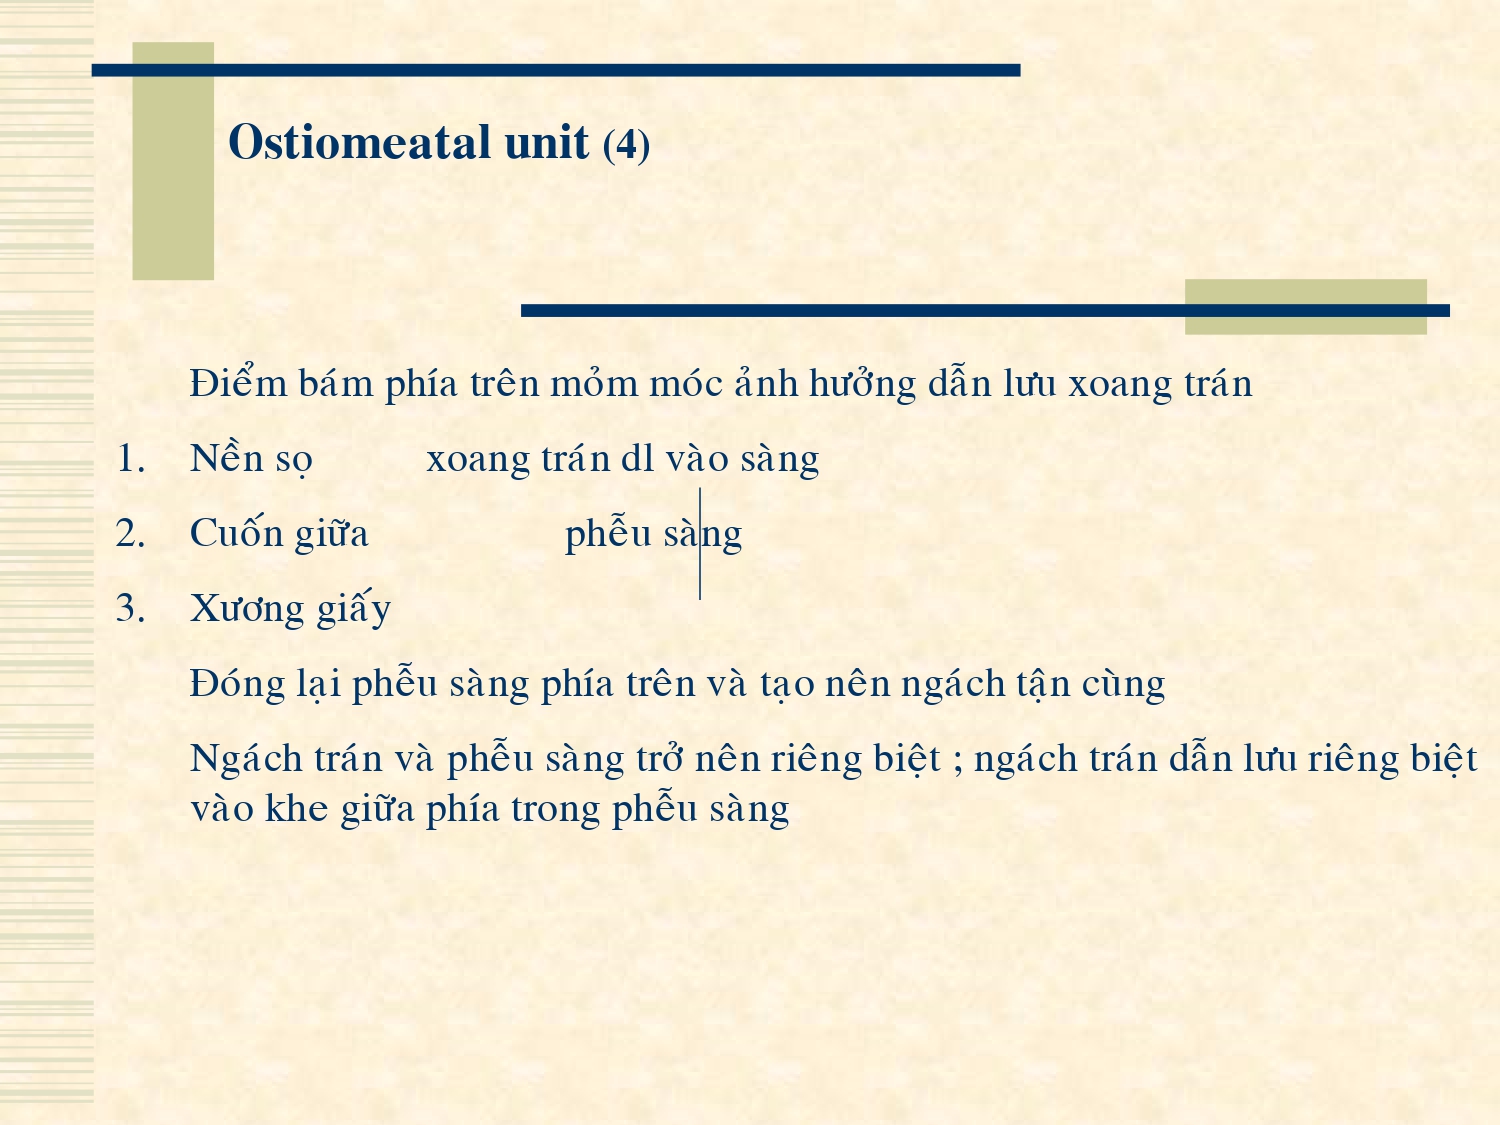 Ostiomeatal unit (4)
Điểm bám phía trên mỏm móc ảnh hưởng dẫn lưu xoang trán
1. Nền sọ xoang trán dl vào sàng
2. Cuốn giữa phễu sàng
3. Xương giấy
Đóng lại phễu sàng phía trên và tạo nên ngách tận cùng
Ngách trán và phễu sàng trở nên riêng biệt ; ngách trán dẫn lưu riêng biệt
vào khe giữa phía trong phễu sàng